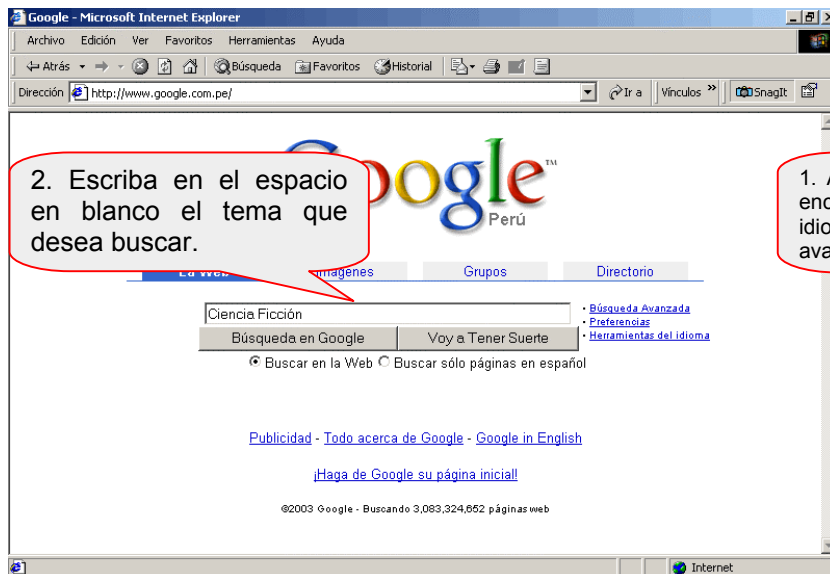 Google - Microsoft Internet Explorer
Archivo Edición Ver Favoritos Herramientas Ayuda
Atrás Búsqueda Favoritos Historial
Dirección http://www.google.com.pe/ Ir a Vínculos » SnagIt
Google™
Perú
2. Escriba en el espacio
en blanco el tema que
desea buscar.
1.
La Web Imágenes Grupos Directorio
Ciencia Ficción
· Búsqueda Avanzada
· Preferencias
· Herramientas del idioma
Búsqueda en Google Voy a Tener Suerte
Buscar en la Web Buscar sólo páginas en español
Publicidad - Todo acerca de Google - Google in English
¡Haga de Google su página inicial!
©2003 Google - Buscando 3,083,324,652 páginas web
Internet